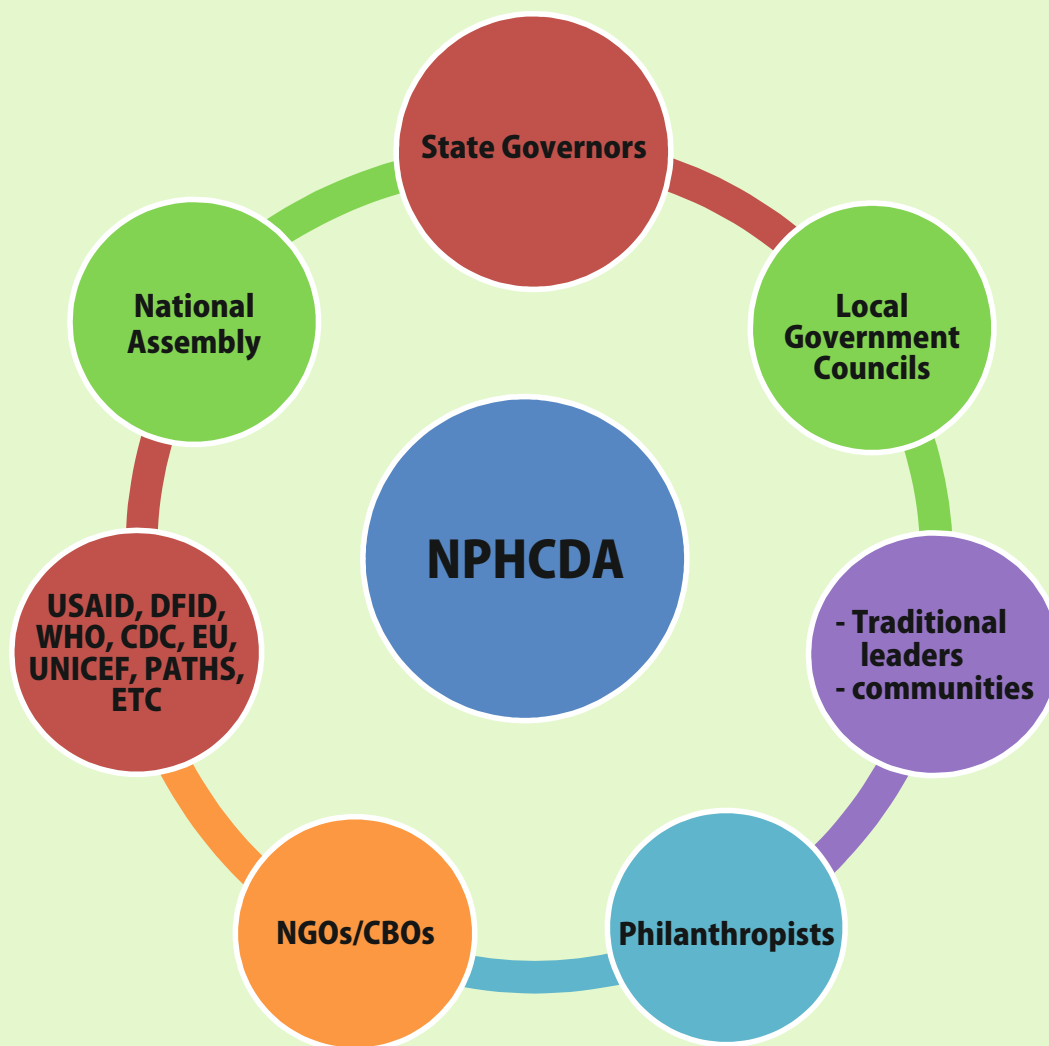 State Governors
National
Assembly
Local
Government
Councils
NPHCDA
USAID, DFID,
WHO, CDC, EU,
UNICEF, PATHS,
ETC
- Traditional
leaders
- communities
NGOs/CBOs
Philanthropists